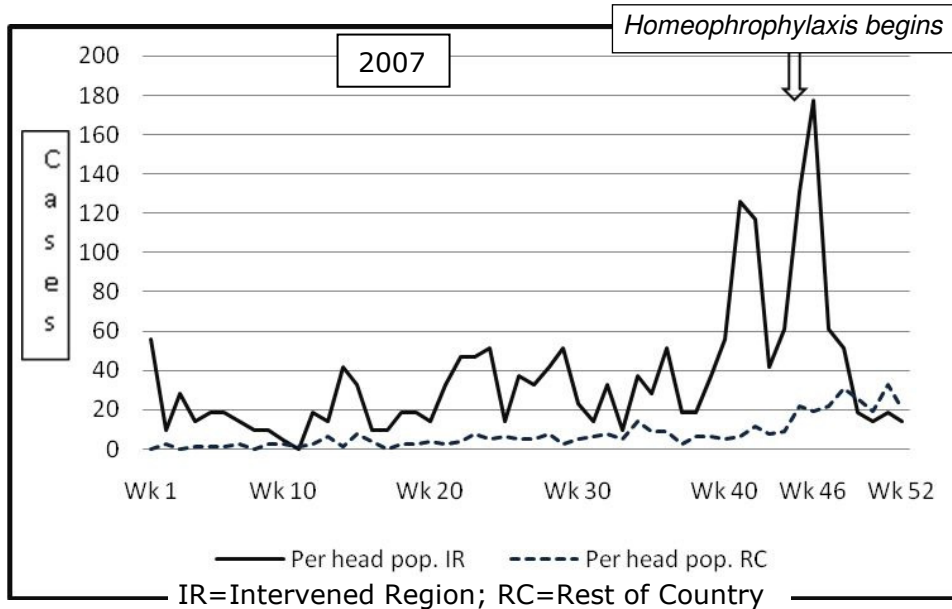 Homeophrophylaxis begins
2007
Cases
200
180
160
140
120
100
80
60
40
20
0
Wk 1
Wk 10
Wk 20
Wk 30
Wk 40
Wk 46
Wk 52
Per head pop. IR
Per head pop. RC
IR=Intervened Region; RC=Rest of Country